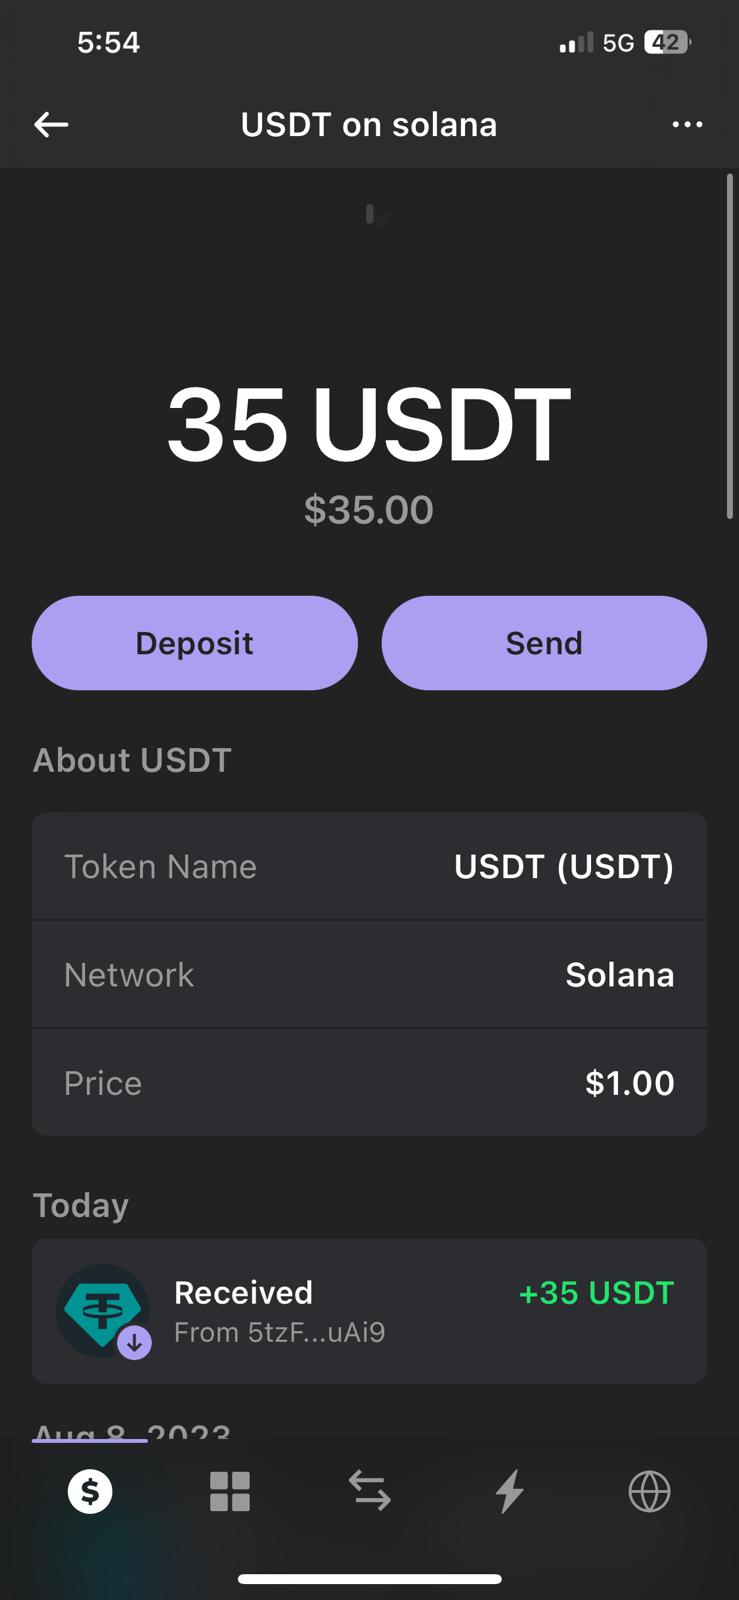 5:54
5G 42
USDT on solana
35 USDT
$35.00
Deposit
Send
About USDT
Token Name
USDT (USDT)
Network
Solana
Price
$1.00
Today
Received
+35 USDT
From 5tzF...uAi9
Aug 8, 2023